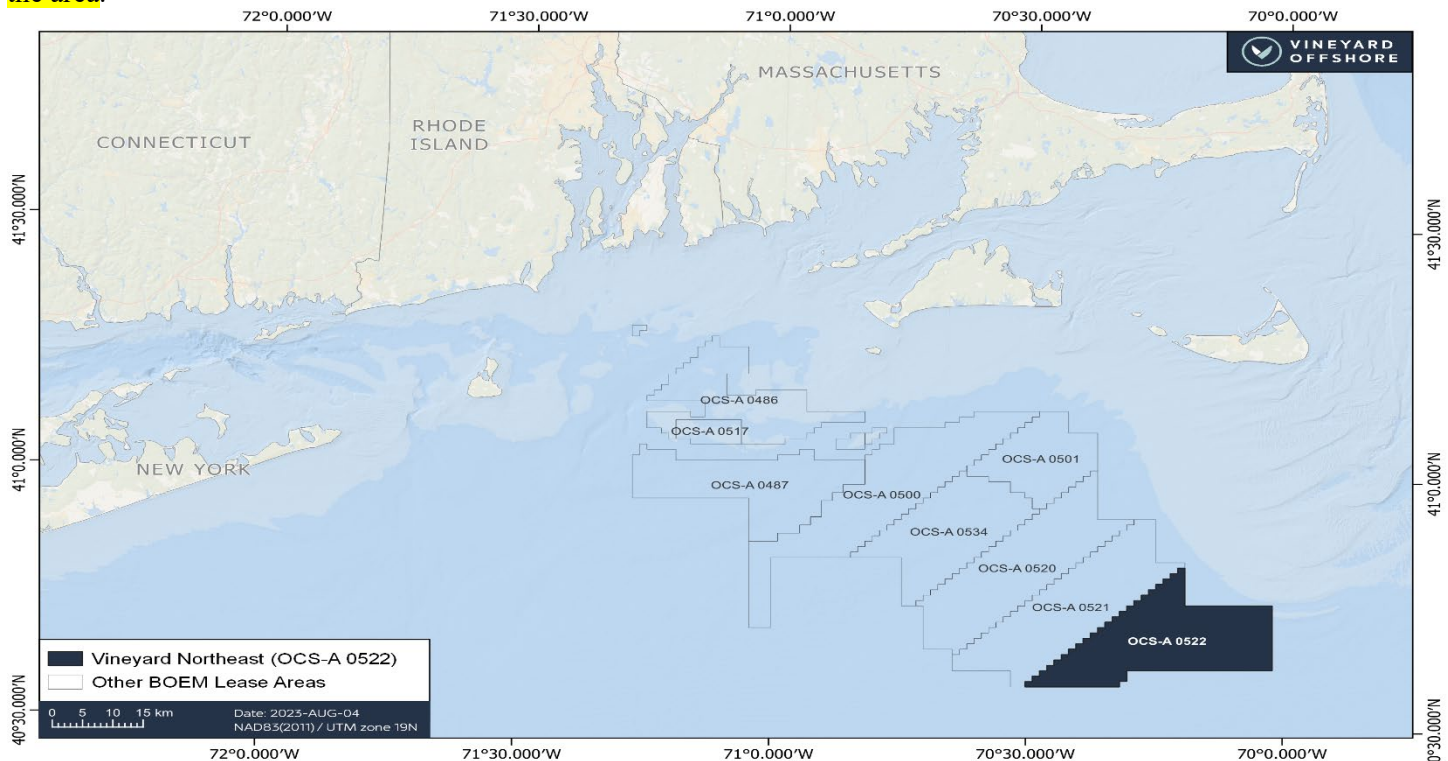 the area.
72°0.000'W 71°30.000'W 71°0.000'W 70°30.000'W 70°0.000'W
VINEYARD
OFFSHORE
MASSACHUSETTS
RHODE
ISLAND
CONNECTICUT
41°30.000'N
41°30.000'N
OCS-A 0486
OCS-A 0517
NEW YORK
OCS-A 0501
41°0.000'N
41°0.000'N
OCS-A 0487
OCS-A 0500
OCS-A 0534
OCS-A 0520
OCS-A 0521
OCS-A 0522
Vineyard Northeast (OCS-A 0522)
Other BOEM Lease Areas
0 5 10 15 km
Date: 2023-AUG-04
NAD83(2011) / UTM zone 19N
40°30.000'N
0°30.000'N
72°0.000'W 71°30.000'W 71°0.000'W 70°30.000'W 70°0.000'W